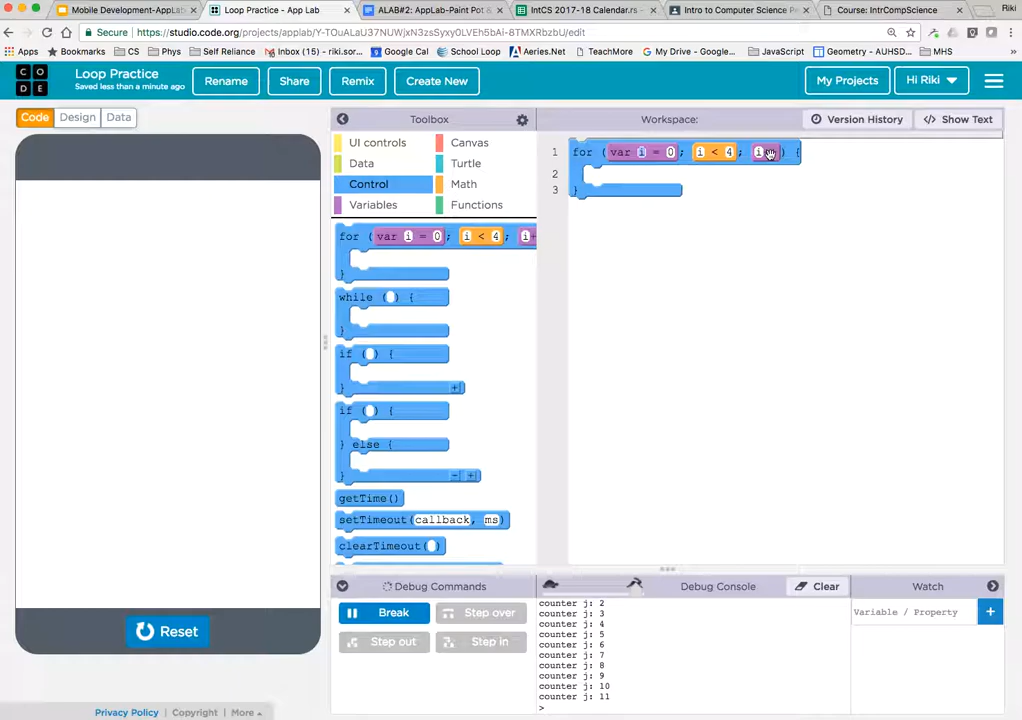 Mobile Development-AppLab
Loop Practice - App Lab
ALAB#2: AppLab-Paint Pot &
IntCS 2017-18 Calendar.rs -
Intro to Computer Science P
Course: IntrCompScience
Riki
Secure
https://studio.code.org/projects/applab/Y-TOuALaU37NUWjxN3zsSyxy0LVEh5bAi-8TMXRbzbU/edit
Apps
Bookmarks
CS
Phys
Self Reliance
Inbox (11) - riki.sor...
Google Cal
School Loop
Aeries.Net
TeachMore
My Drive - Google...
JavaScript
Geometry - AUHSD...
MHS
»
C O
D E
Loop Practice
Saved less than a minute ago
Rename
Share
Remix
Create New
My Projects
Hi Riki
Code
Design
Data
Toolbox
Workspace:
Version History
</> Show Text
UI controls
Canvas
Data
Turtle
Control
Math
Variables
Functions
for (var i = 0; i < 4; i+
}
while () {
}
if () {
}
+
if () {
} else {
}
- +
getTime()
setTimeout(callback, ms)
clearTimeout()
1 for (var i = 0; i < 4; i ) {
2
3 }
Debug Commands
Debug Console
Clear
Watch
Break
Step over
Step out
Step in
counter j: 2
counter j: 3
counter j: 4
counter j: 5
counter j: 6
counter j: 7
counter j: 8
counter j: 9
counter j: 10
counter j: 11
>
Variable / Property
+
Reset
Privacy Policy | Copyright | More